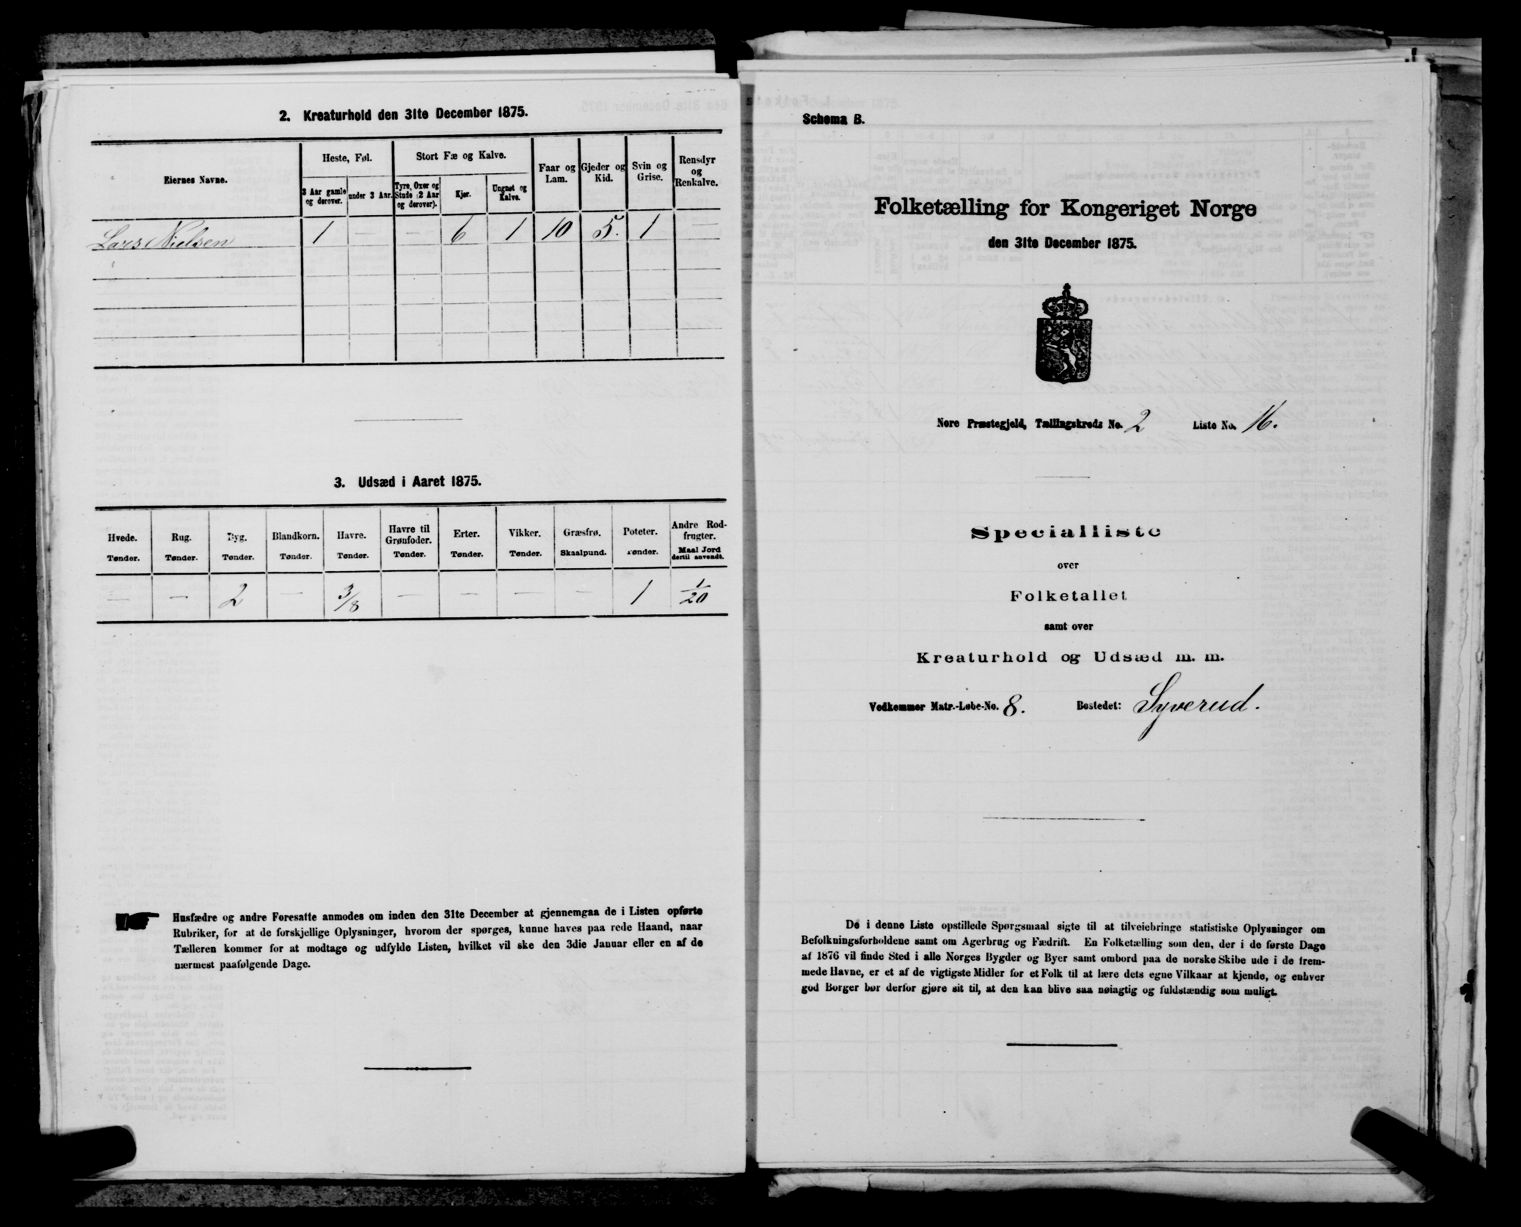 2. Kreaturhold den 31te December 1875.
Eiernes Navne.
Heste, Føl.
3 Aar gamle og derover.
under 3 Aar.
Stort Fæ og Kalve.
Tyre, Oxer og Stude (2 Aar og derover).
Kjør.
Ungnøt og Kalve.
Faar og Lam.
Gjeder og Kid.
Svin og Grise.
Rensdyr og Renkalve.
Lars Nielsen 1 — — 6 1 10 5. 1 —
3. Udsæd i Aaret 1875.
Hvede. Tønder.
Rug. Tønder.
Byg. Tønder.
Blandkorn. Tønder.
Havre. Tønder.
Havre til Grønfoder. Tønder.
Erter. Tønder.
Vikker. Tønder.
Græsfrø. Skaalpund.
Poteter. Tønder.
Andre Rodfrugter. Maal Jord dertil anvendt.
— — 2 — 3/8 — — — — 1 1/20
Husfædre og andre Foresatte anmodes om inden den 31te December at gjennemgaa de i Listen opførte
Rubriker, for at de forskjellige Oplysninger, hvorom der spørges, kunne haves paa rede Haand, naar
Tælleren kommer for at modtage og udfylde Listen, hvilket vil ske den 3die Januar eller en af de
nærmest paafølgende Dage.
Schema B.
Folketælling for Kongeriget Norge
den 31te December 1875.
Nore Præstegjeld, Tællingskreds No. 2 Liste No. 16.
Specialliste
over
Folketallet
samt over
Kreaturhold og Udsæd m. m.
Vedkommer Matr.-Løbe-No. 8. Bostedet: Syverud.
De i denne Liste opstillede Spørgsmaal sigte til at tilveiebringe statistiske Oplysninger om
Befolkningsforholdene samt om Agerbrug og Fædrift. En Folketælling som den, der i de første Dage
af 1876 vil finde Sted i alle Norges Bygder og Byer samt ombord paa de norske Skibe ude i de frem-
mede Havne, er et af de vigtigste Midler for et Folk til at lære dets egne Vilkaar at kjende, og enhver
god Borger bør derfor gjøre sit til, at den kan blive saa nøiagtig og fuldstændig som muligt.